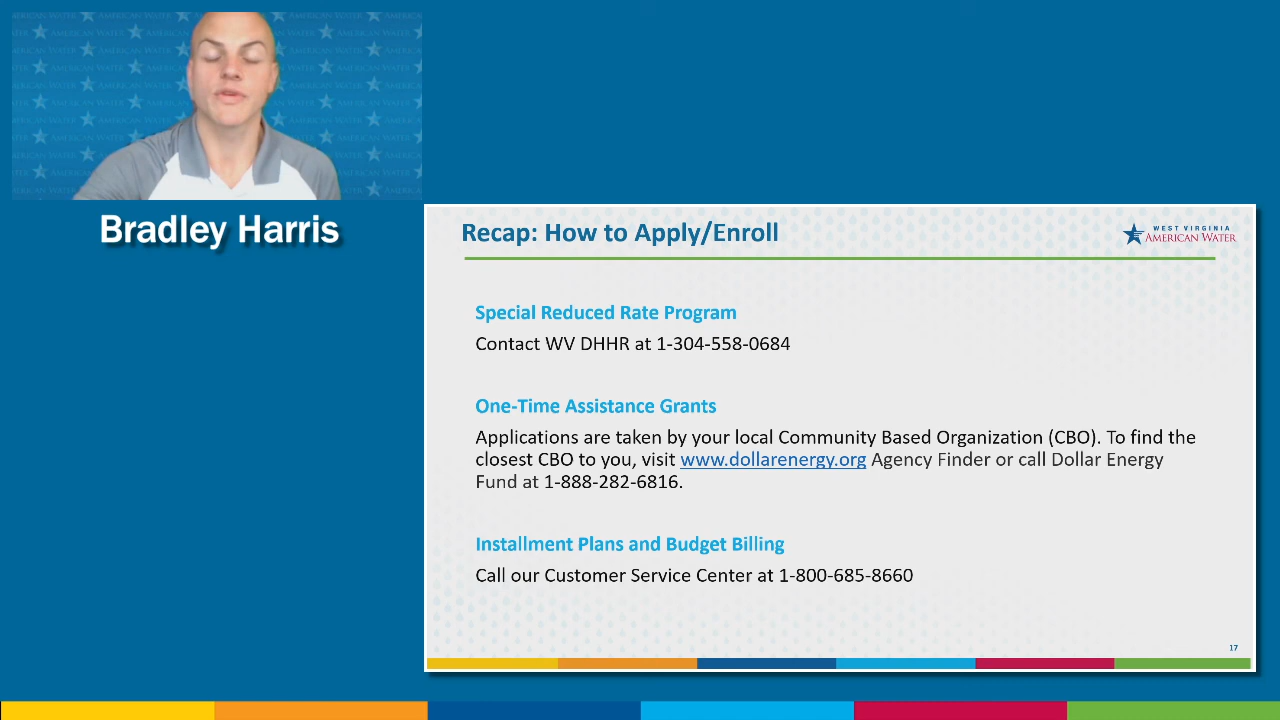 Bradley Harris
Recap: How to Apply/Enroll
WEST VIRGINIA
AMERICAN WATER
Special Reduced Rate Program
Contact WV DHHR at 1-304-558-0684
One-Time Assistance Grants
Applications are taken by your local Community Based Organization (CBO). To find the
closest CBO to you, visit www.dollarenergy.org Agency Finder or call Dollar Energy
Fund at 1-888-282-6816.
Installment Plans and Budget Billing
Call our Customer Service Center at 1-800-685-8660
17